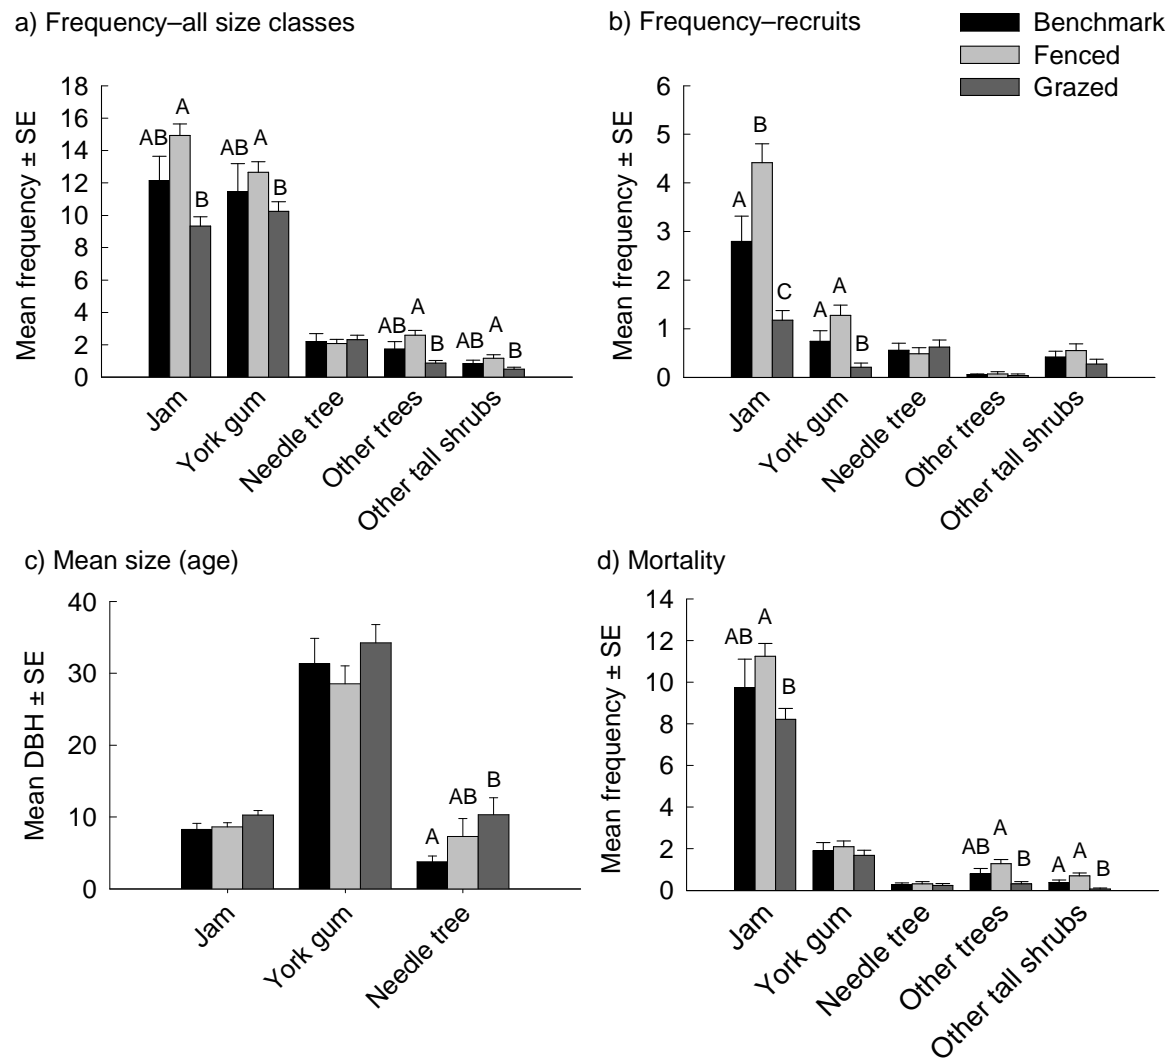 a) Frequency–all size classes
b) Frequency–recruits
Benchmark
Fenced
Grazed
Mean frequency ± SE
18
16
14
12
10
8
6
4
2
0
AB
A
B
AB
A
B
AB
A
B
AB
A
B
Jam
York gum
Needle tree
Other trees
Other tall shrubs
Mean frequency ± SE
6
5
4
3
2
1
0
A
B
C
A
A
B
Jam
York gum
Needle tree
Other trees
Other tall shrubs
c) Mean size (age)
Mean DBH ± SE
40
30
20
10
0
A
AB
B
Jam
York gum
Needle tree
d) Mortality
Mean frequency ± SE
14
12
10
8
6
4
2
0
AB
A
B
AB
A
B
A
A
B
Jam
York gum
Needle tree
Other trees
Other tall shrubs